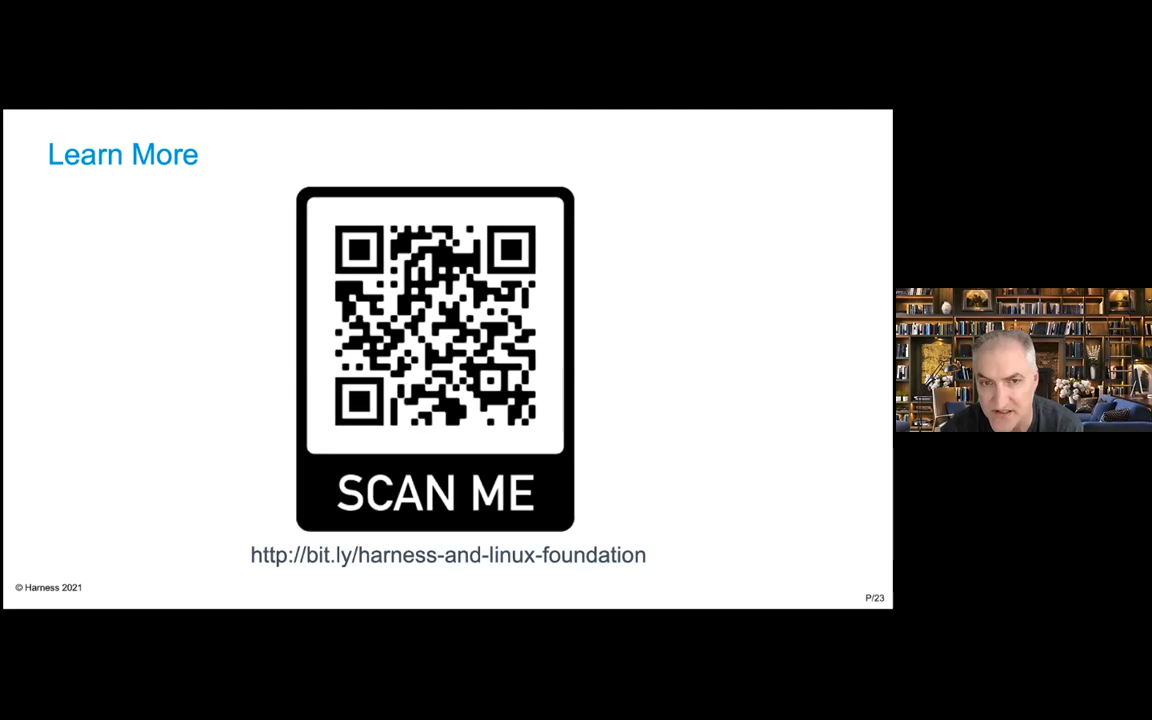 Learn More
SCAN ME
http://bit.ly/harness-and-linux-foundation
© Harness 2021
P/23